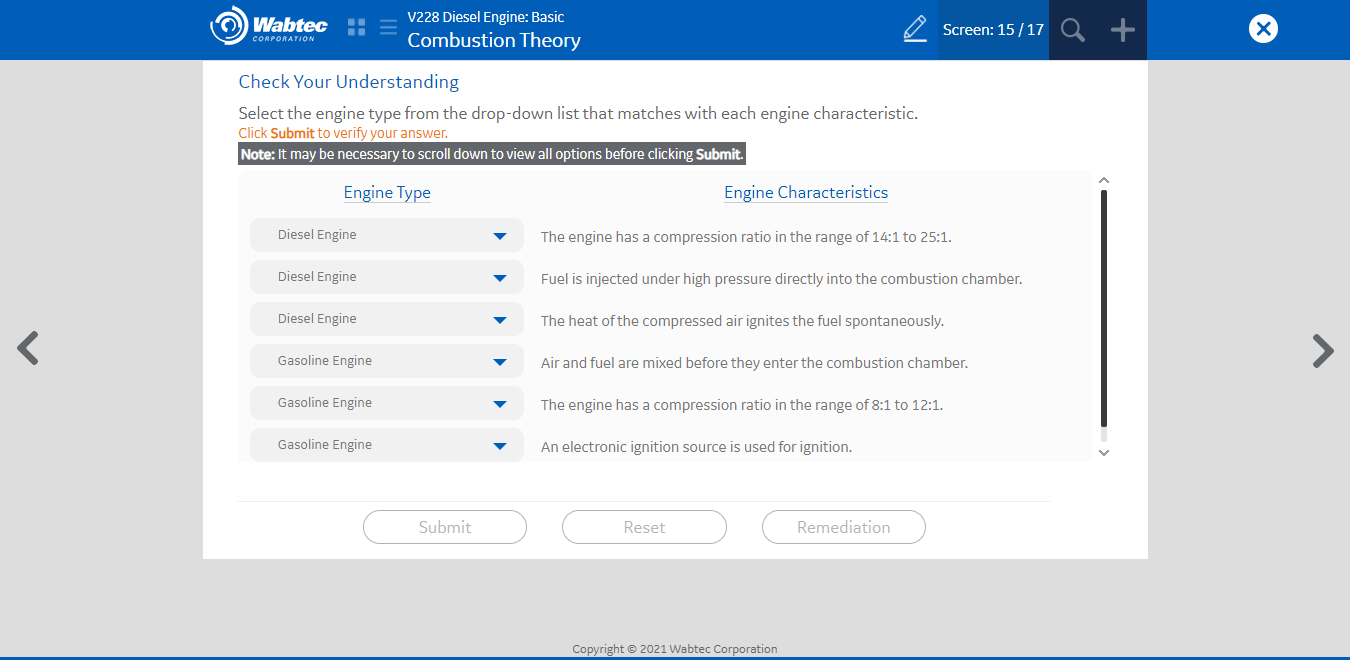 Wabtec
CORPORATION
V228 Diesel Engine: Basic
Combustion Theory
Screen: 15 / 17
Check Your Understanding
Select the engine type from the drop-down list that matches with each engine characteristic.
Click Submit to verify your answer.
Note: It may be necessary to scroll down to view all options before clicking Submit.
Engine Type Engine Characteristics
Diesel Engine The engine has a compression ratio in the range of 14:1 to 25:1.
Diesel Engine Fuel is injected under high pressure directly into the combustion chamber.
Diesel Engine The heat of the compressed air ignites the fuel spontaneously.
Gasoline Engine Air and fuel are mixed before they enter the combustion chamber.
Gasoline Engine The engine has a compression ratio in the range of 8:1 to 12:1.
Gasoline Engine An electronic ignition source is used for ignition.
Submit Reset Remediation
Copyright © 2021 Wabtec Corporation